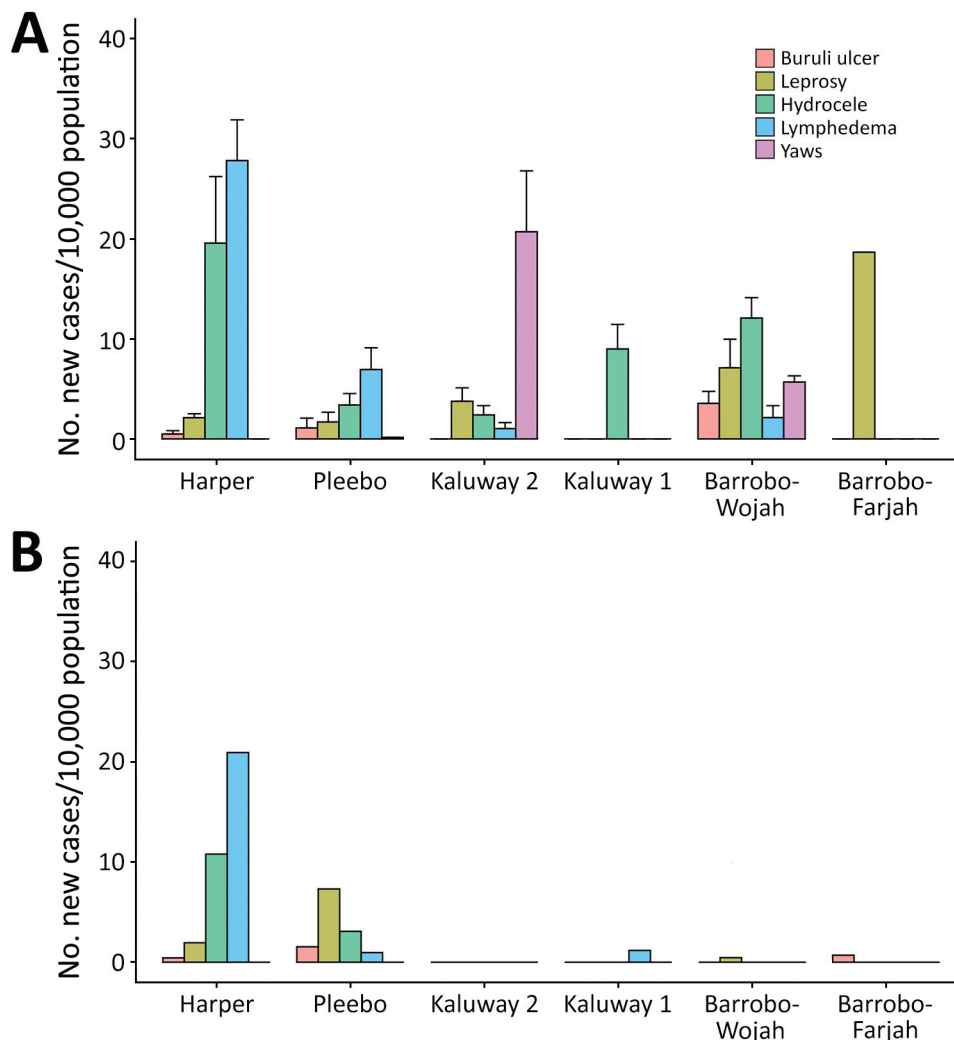 A
No. new cases/10,000 population
40
30
20
10
0
Buruli ulcer
Leprosy
Hydrocele
Lymphedema
Yaws
Harper
Pleebo
Kaluway 2
Kaluway 1
Barrobo-
Wojah
Barrobo-
Farjah
B
No. new cases/10,000 population
40
30
20
10
0
Harper
Pleebo
Kaluway 2
Kaluway 1
Barrobo-
Wojah
Barrobo-
Farjah